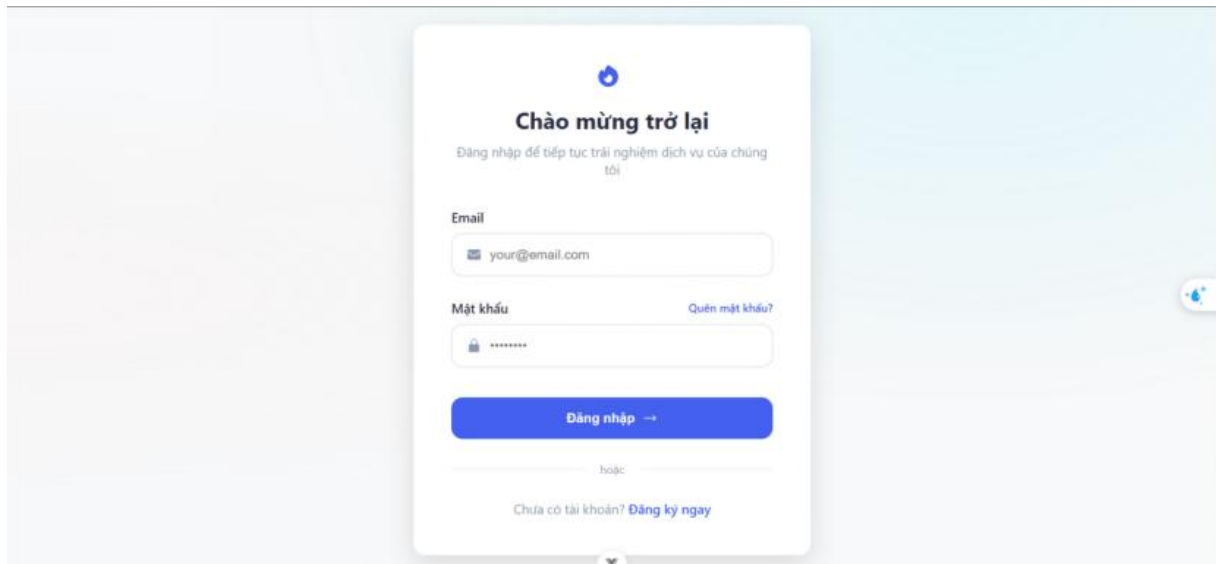 Chào mừng trở lại
Đăng nhập để tiếp tục trải nghiệm dịch vụ của chúng
tôi
Email
your@email.com
Mật khẩu
Quên mật khẩu?
••••••••
Đăng nhập →
hoặc
Chưa có tài khoản? Đăng ký ngay